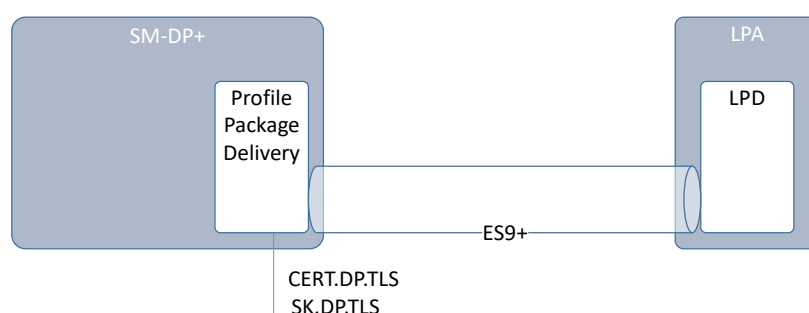 SM-DP+
LPA
Profile
Package
Delivery
LPD
ES9+
CERT.DP.TLS
SK.DP.TLS